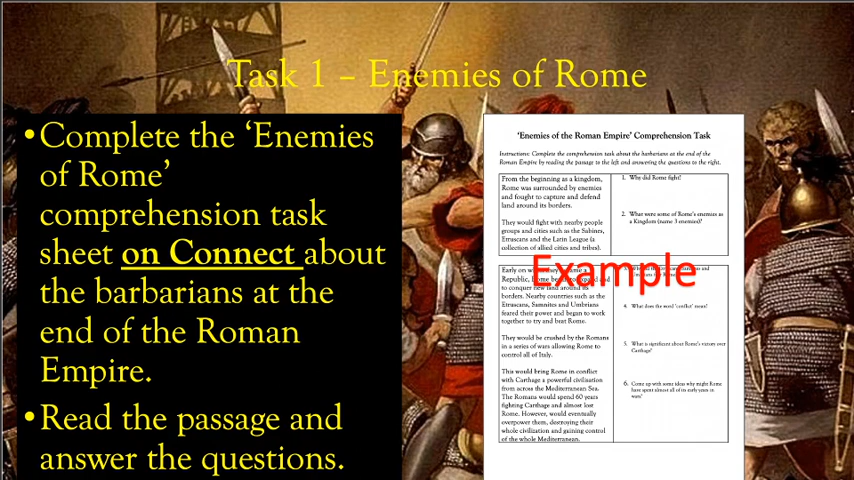 Task 1 – Enemies of Rome
•Complete the ‘Enemies
of Rome’
comprehension task
sheet on Connect about
the barbarians at the
end of the Roman
Empire.
•Read the passage and
answer the questions.
‘Enemies of the Roman Empire’ Comprehension Task
Instructions: Complete the comprehension task about the barbarians at the end of the
Roman Empire by reading the passage to the left and answering the questions to the right.
From the beginning as a kingdom,
Rome was surrounded by enemies
and fought to capture and defend
land around its borders.
They would fight with nearby people
groups and cities such as the Sabines,
Etruscans and the Latin League (a
collection of allied cities and tribes).
1. Why did Rome fight?
2. What were some of Rome's enemies as
a Kingdom (name 3 enemies)?
Example
Early on
Republic,
to conquer new land around its
borders. Nearby countries such as the
Etruscans, Samnites and Umbrians
feared their power and began to work
together to try and beat Rome.
They would be crushed by the Romans
in a series of wars allowing Rome to
control all of Italy.
This would bring Rome in conflict
with Carthage a powerful civilisation
from across the Mediterranean Sea.
The Romans would spend 60 years
fighting Carthage and almost lost
Rome. However, would eventually
overpower them, destroying their
whole civilization and gaining control
of the whole Mediterranean.
4. What does the word 'conflict' mean?
5. What is significant about Rome's victory over
Carthage?
6. Come up with some ideas why might Rome
have spent almost all of its early years in
wars?